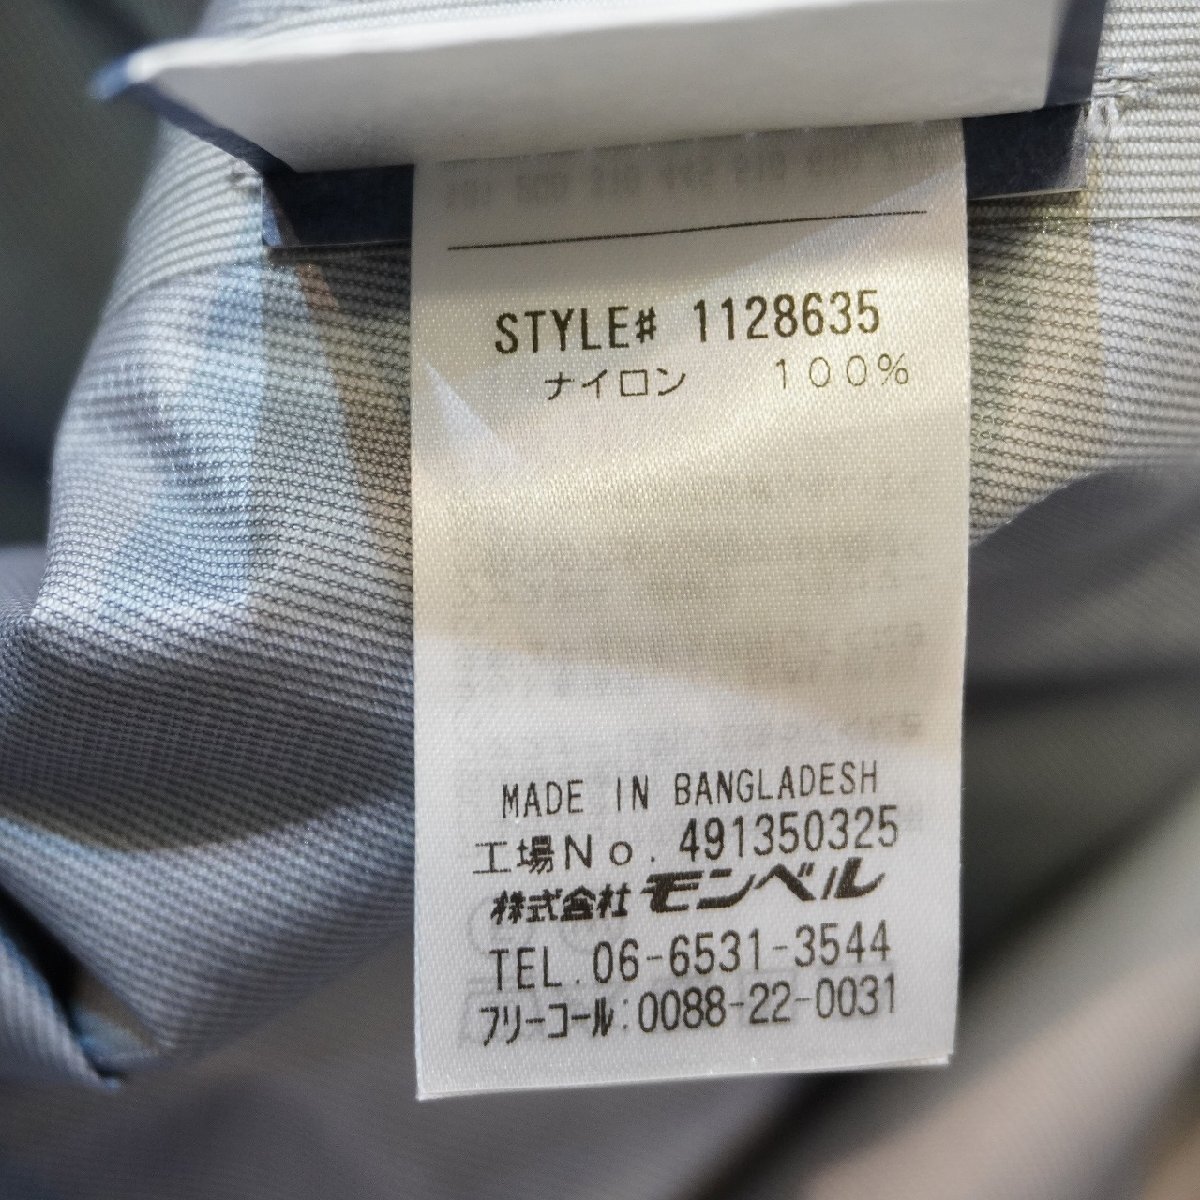 STYLE# 1128635
ナイロン 100%
MADE IN BANGLADESH
工場No. 491350325
株式会社モンベル
TEL.06-6531-3544
フリーコール:0088-22-0031